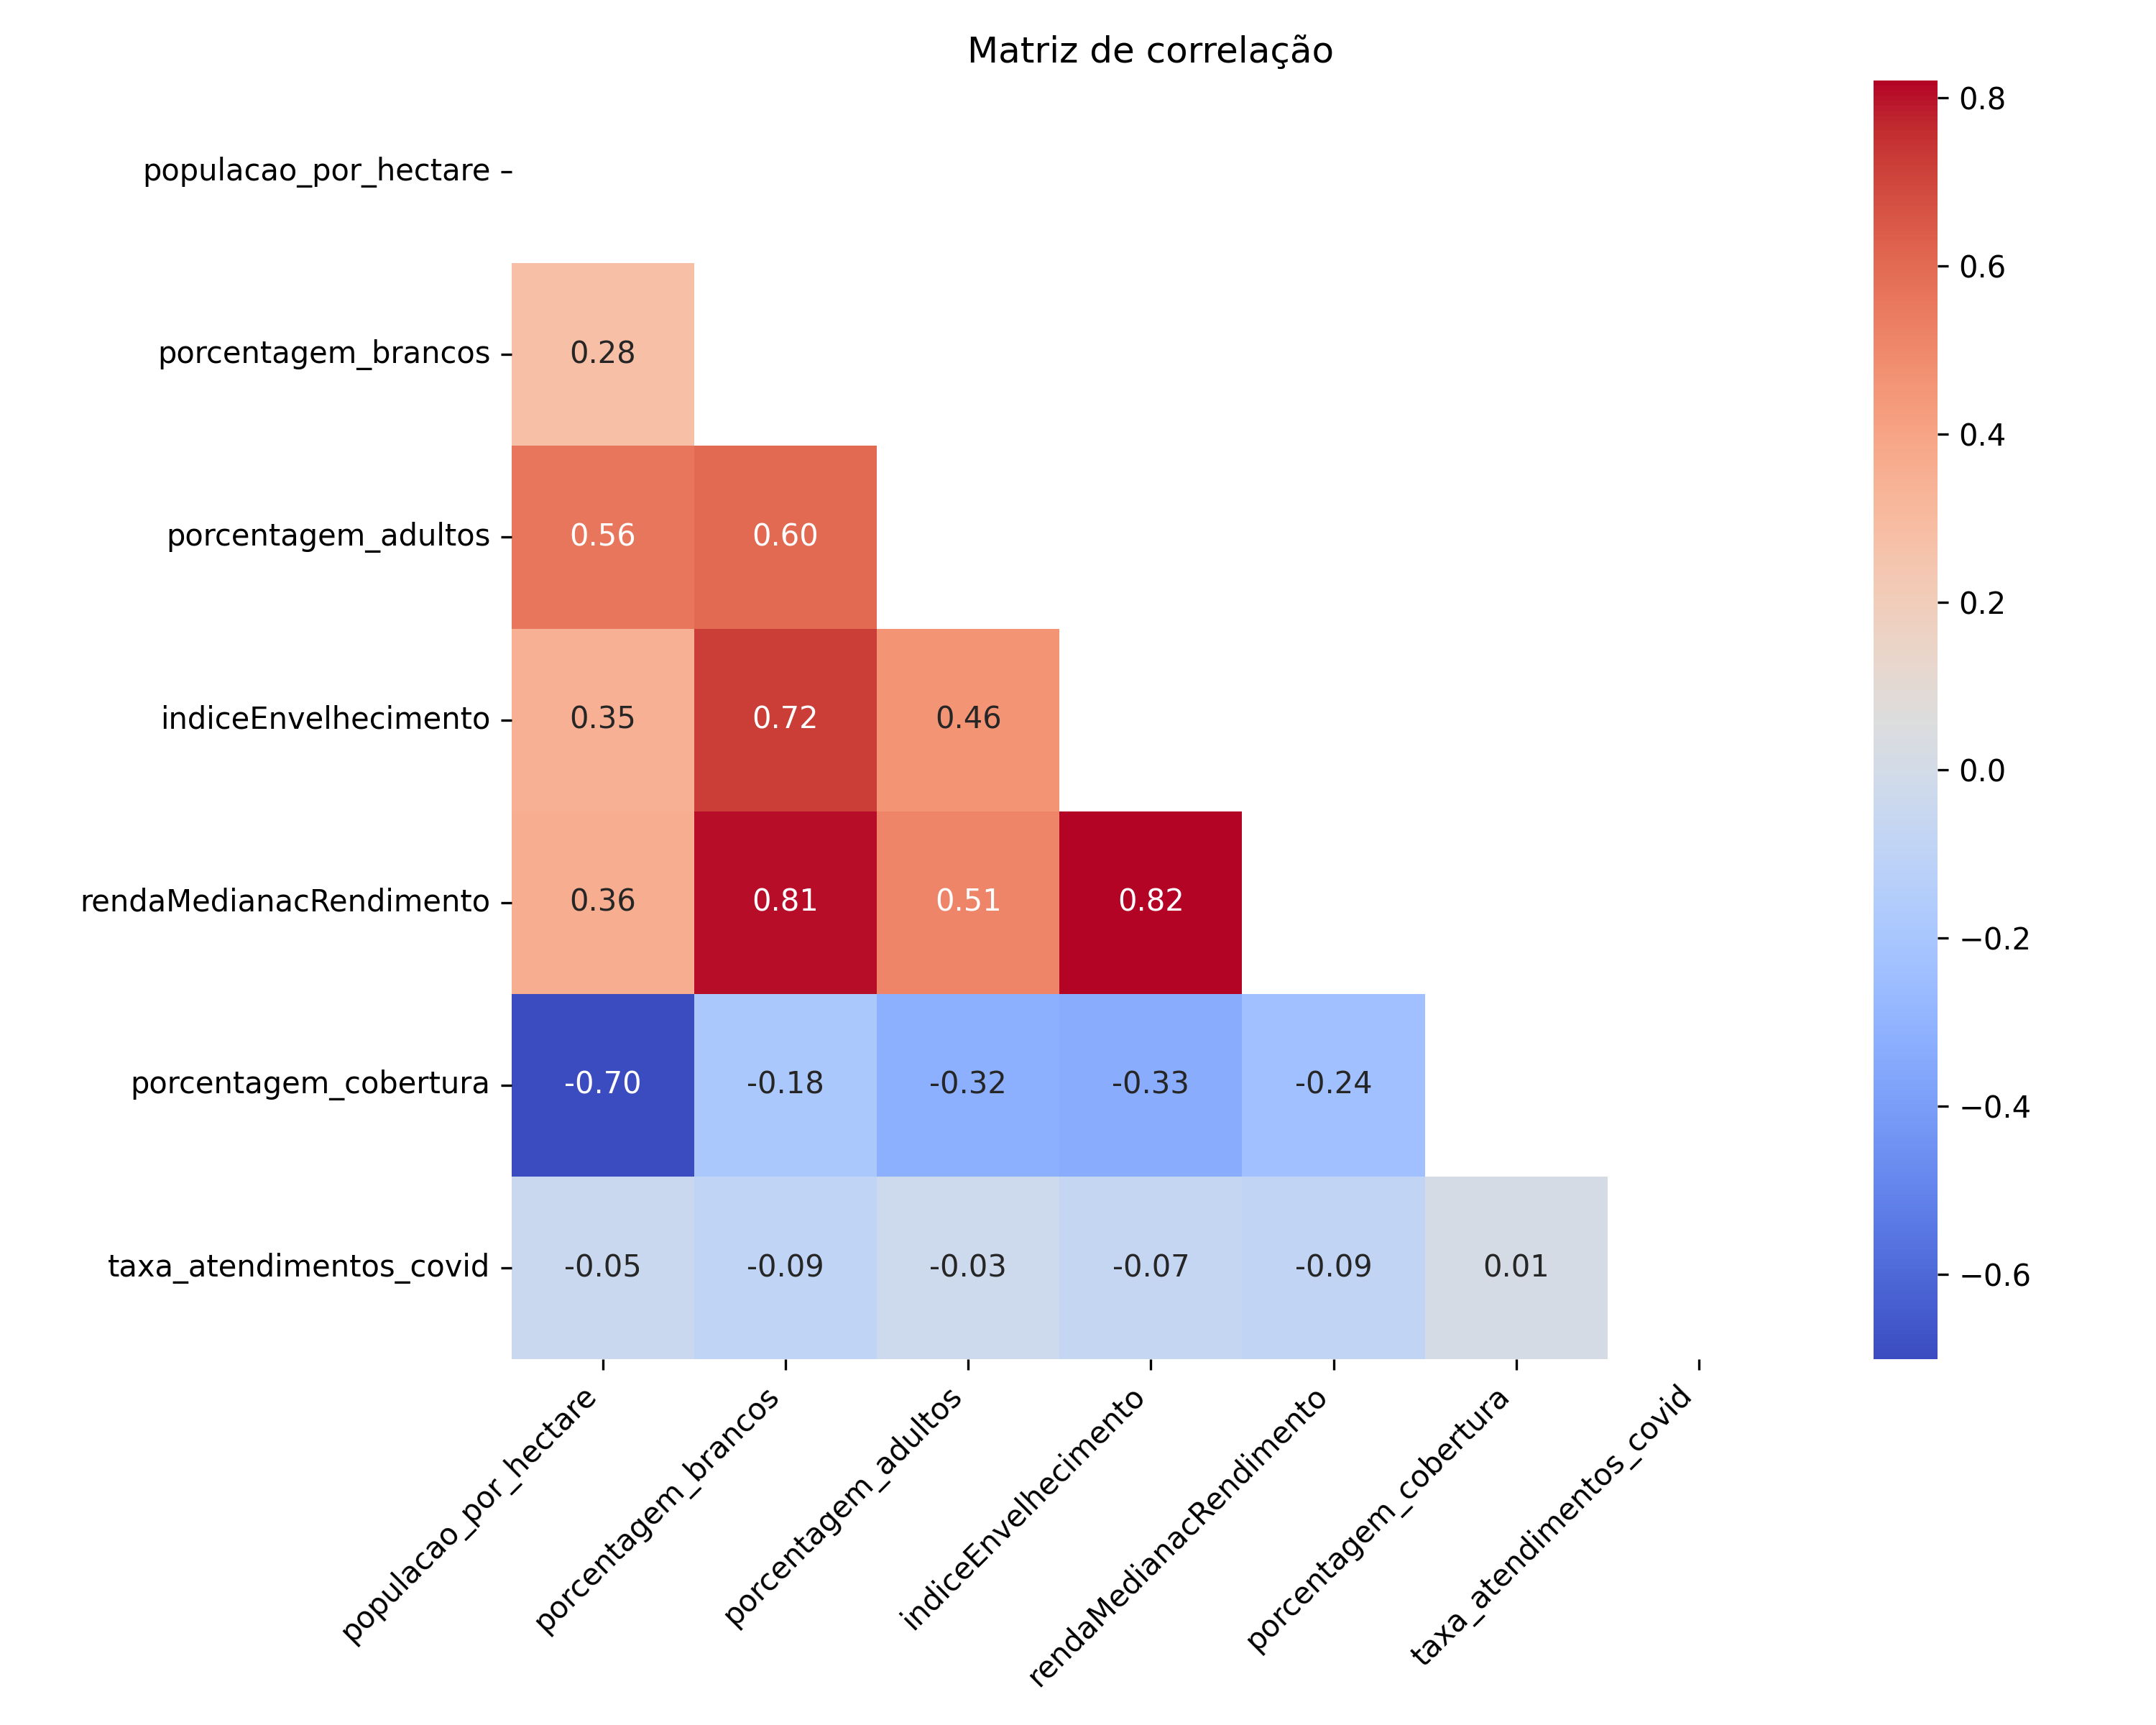 Matriz de correlação
populacao_por_hectare
porcentagem_brancos 0.28
porcentagem_adultos 0.56 0.60
indiceEnvelhecimento 0.35 0.72 0.46
rendaMedianacRendimento 0.36 0.81 0.51 0.82
porcentagem_cobertura -0.70 -0.18 -0.32 -0.33 -0.24
taxa_atendimentos_covid -0.05 -0.09 -0.03 -0.07 -0.09 0.01
populacao_por_hectare
porcentagem_brancos
porcentagem_adultos
indiceEnvelhecimento
rendaMedianacRendimento
porcentagem_cobertura
taxa_atendimentos_covid
0.8
0.6
0.4
0.2
0.0
−0.2
−0.4
−0.6